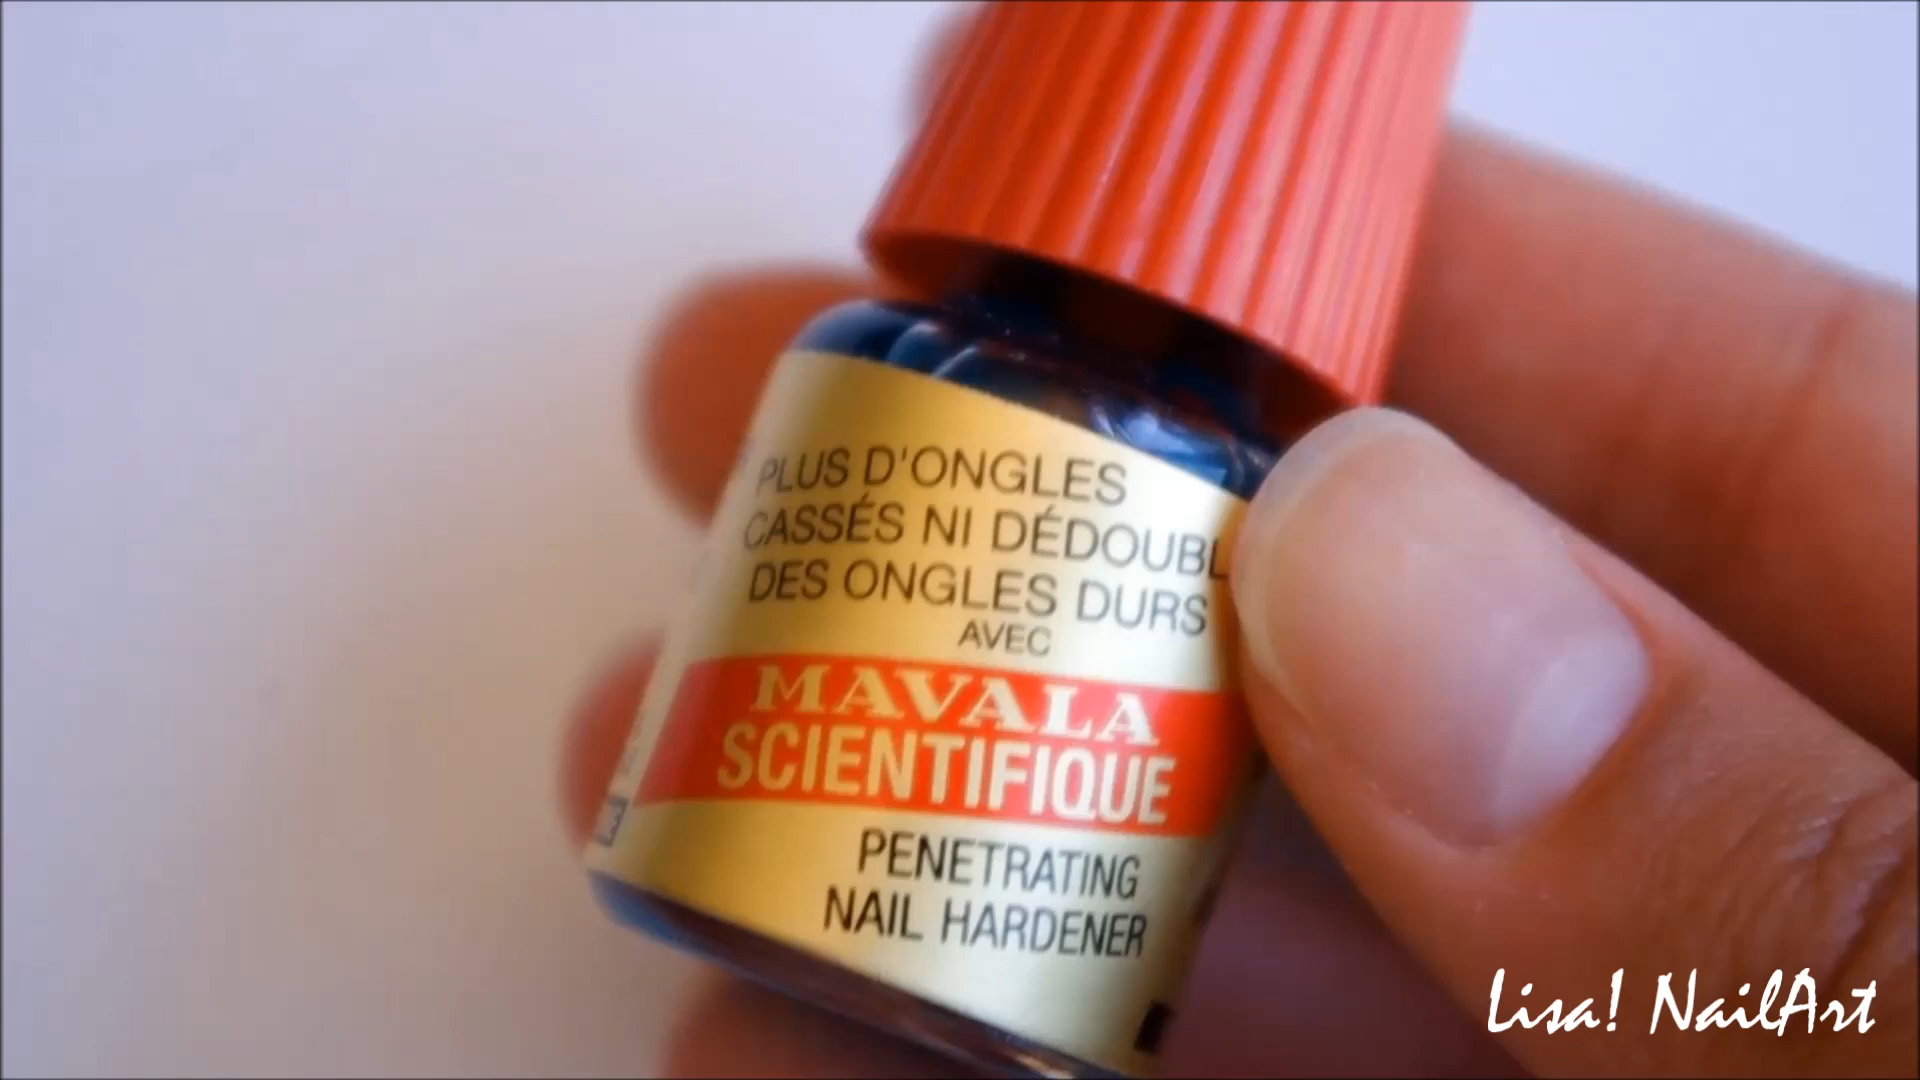 PLUS D'ONGLES
CASSÉS NI DÉDOUBL
DES ONGLES DURS
AVEC
MAVALA
SCIENTIFIQUE
PENETRATING
NAIL HARDENER
Lisa! NailArt